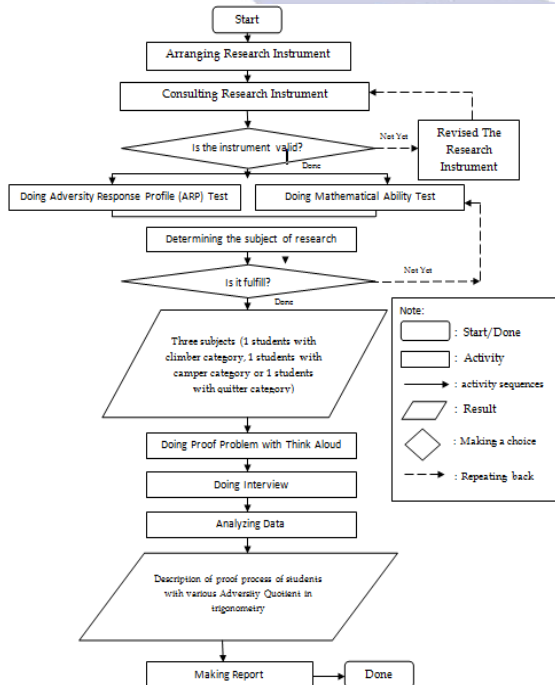 Start
Arranging Research Instrument
Consulting Research Instrument
Is the instrument valid?
Not Yet
Revised The
Research
Instrument
Done
Doing Adversity Response Profile (ARP) Test
Doing Mathematical Ability Test
Determining the subject of research
Is it fulfill?
Not Yet
Done
Three subjects (1 students with
climber category, 1 students with
camper category or 1 students
with quitter category)
Doing Proof Problem with Think Aloud
Doing Interview
Analyzing Data
Description of proof process of students
with various Adversity Quotient in
trigonometry
Making Report
Done
Note:
: Start/Done
: Activity
: activity sequences
: Result
: Making a choice
: Repeating back